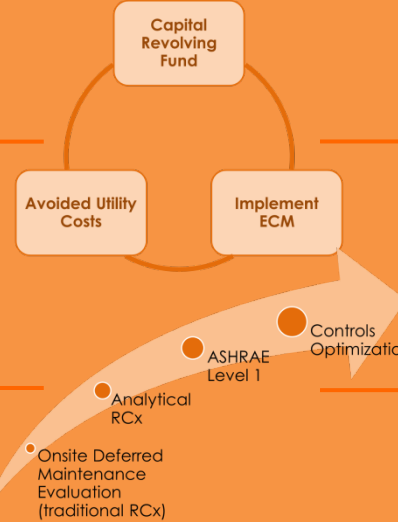 Capital
Revolving
Fund
Avoided Utility
Costs
Implement
ECM
Controls
Optimizatio
ASHRAE
Level 1
Analytical
RCx
Onsite Deferred
Maintenance
Evaluation
(traditional RCx)